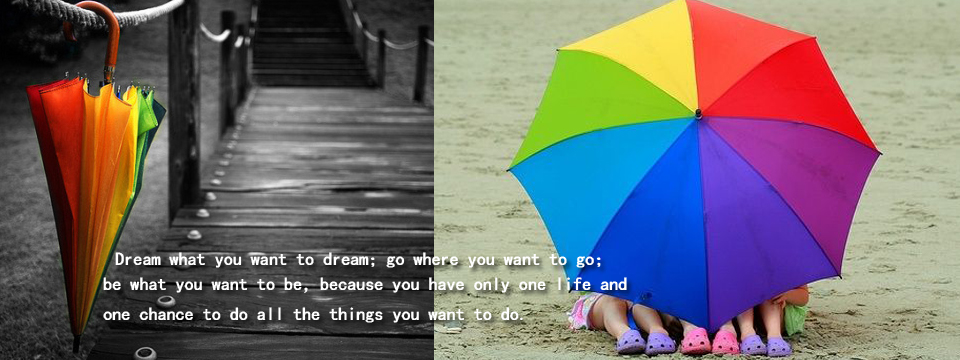 Dream what you want to dream; go where you want to go;
be what you want to be, because you have only one life and
one chance to do all the things you want to do.